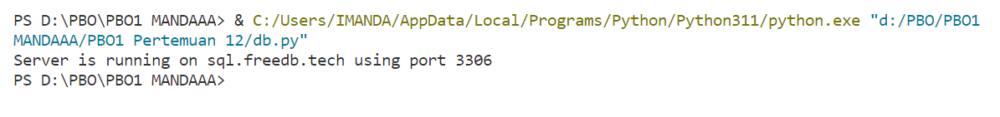 PS D:\PBO\PBO1 MANDAAA> & C:/Users/IMANDA/AppData/Local/Programs/Python/Python311/python.exe "d:/PBO/PBO1
MANDAAA/PBO1 Pertemuan 12/db.py"
Server is running on sql.freedb.tech using port 3306
PS D:\PBO\PBO1 MANDAAA>